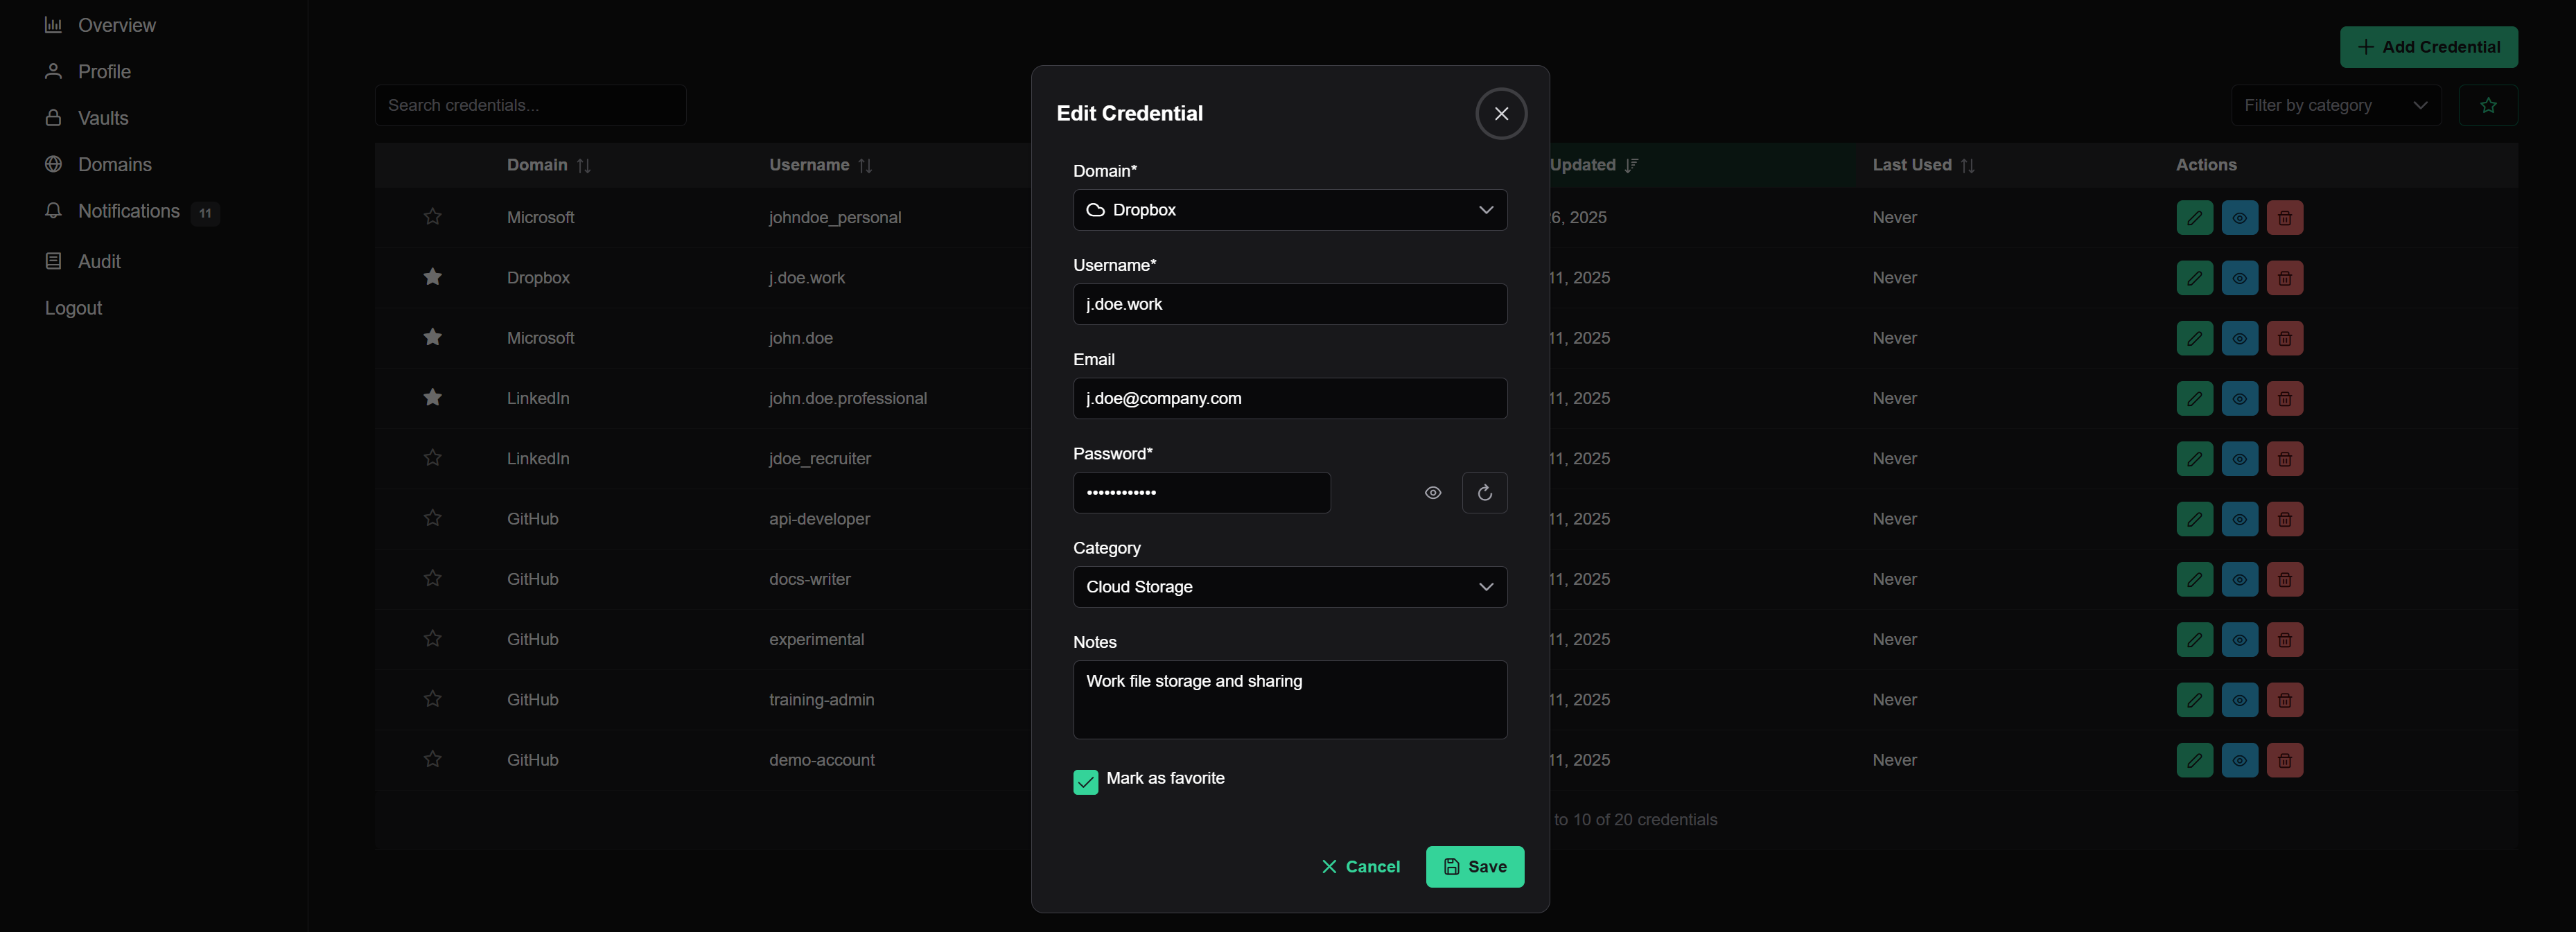 Overview
Profile
Vaults
Domains
Notifications 11
Audit
Logout
Add Credential
Search credentials...
Filter by category
Domain Username Updated Last Used Actions
Microsoft johndoe_personal 6, 2025 Never
Dropbox j.doe.work 11, 2025 Never
Microsoft john.doe 11, 2025 Never
LinkedIn john.doe.professional 11, 2025 Never
LinkedIn jdoe_recruiter 11, 2025 Never
GitHub api-developer 11, 2025 Never
GitHub docs-writer 11, 2025 Never
GitHub experimental 11, 2025 Never
GitHub training-admin 11, 2025 Never
GitHub demo-account 11, 2025 Never
to 10 of 20 credentials
Edit Credential
Domain*
Dropbox
Username*
j.doe.work
Email
j.doe@company.com
Password*
••••••••••••
Category
Cloud Storage
Notes
Work file storage and sharing
Mark as favorite
Cancel
Save